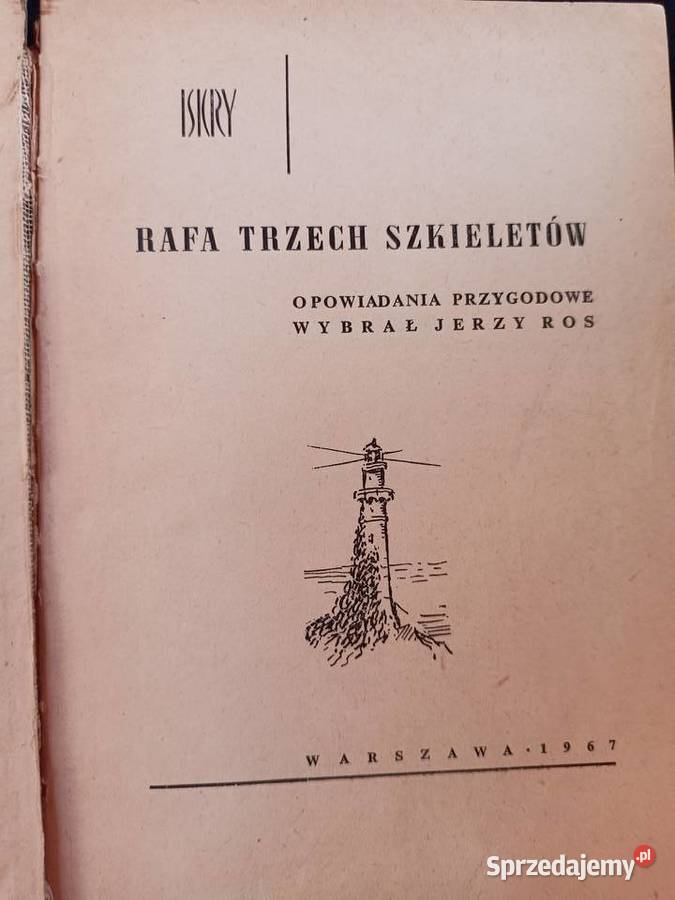 ISKRY
RAFA TRZECH SZKIELETÓW
OPOWIADANIA PRZYGODOWE
WYBRAŁ JERZY ROS
WARSZAWA · 1967
Sprzedajemy.pl